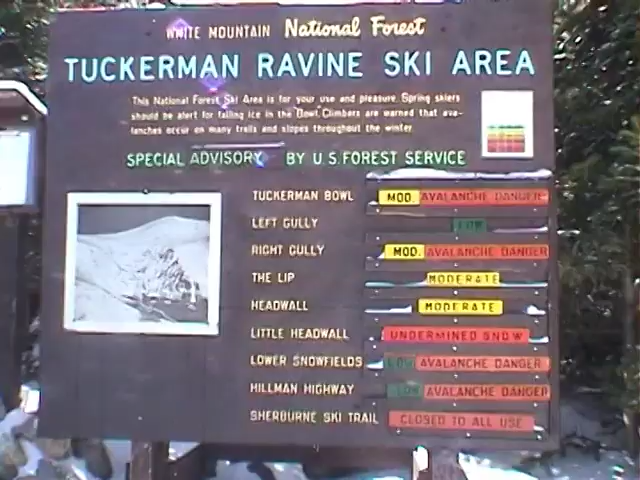 WHITE MOUNTAIN National Forest
TUCKERMAN RAVINE SKI AREA
This National Forest Ski Area is for your use and pleasure. Spring skiers
should be alert for falling ice in the Bowl. Climbers are warned that ava-
lanches occur on many trails and slopes throughout the winter.
SPECIAL ADVISORY BY U.S. FOREST SERVICE
TUCKERMAN BOWL MOD. AVALANCHE DANGER
LEFT GULLY LOW
RIGHT GULLY MOD. AVALANCHE DANGER
THE LIP MODERATE
HEADWALL MODERATE
LITTLE HEADWALL UNDERMINED SNOW
LOWER SNOWFIELDS LOW AVALANCHE DANGER
HILLMAN HIGHWAY LOW AVALANCHE DANGER
SHERBURNE SKI TRAIL CLOSED TO ALL USE